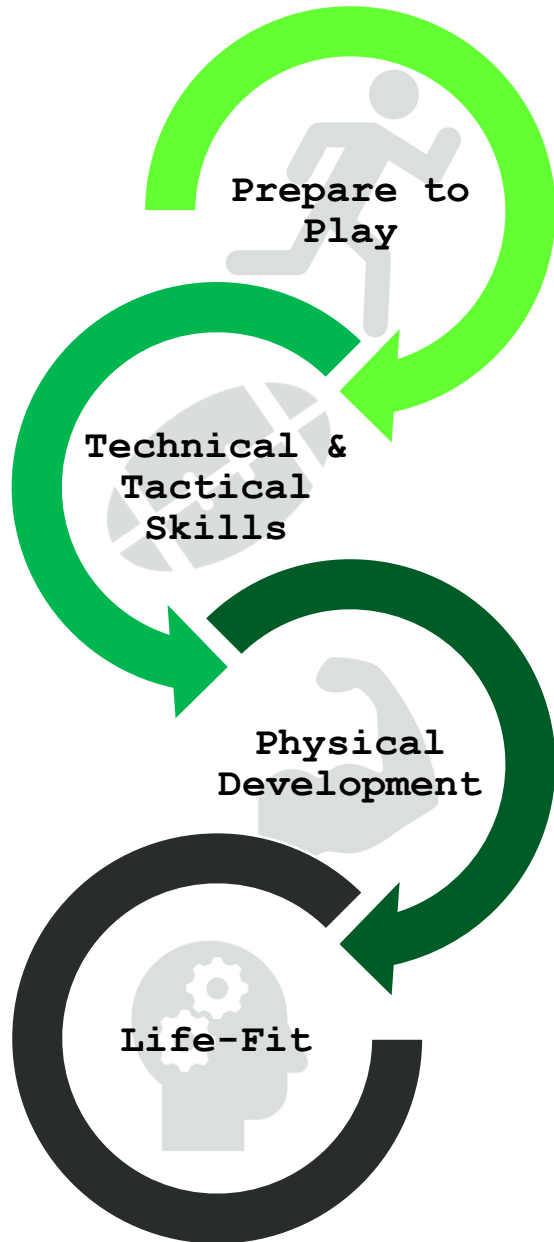 Prepare to
Play
Technical &
Tactical
Skills
Physical
Development
Life-Fit